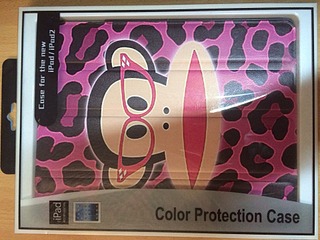 Case for the new
iPad / iPad2
iPad
Color Protection Case